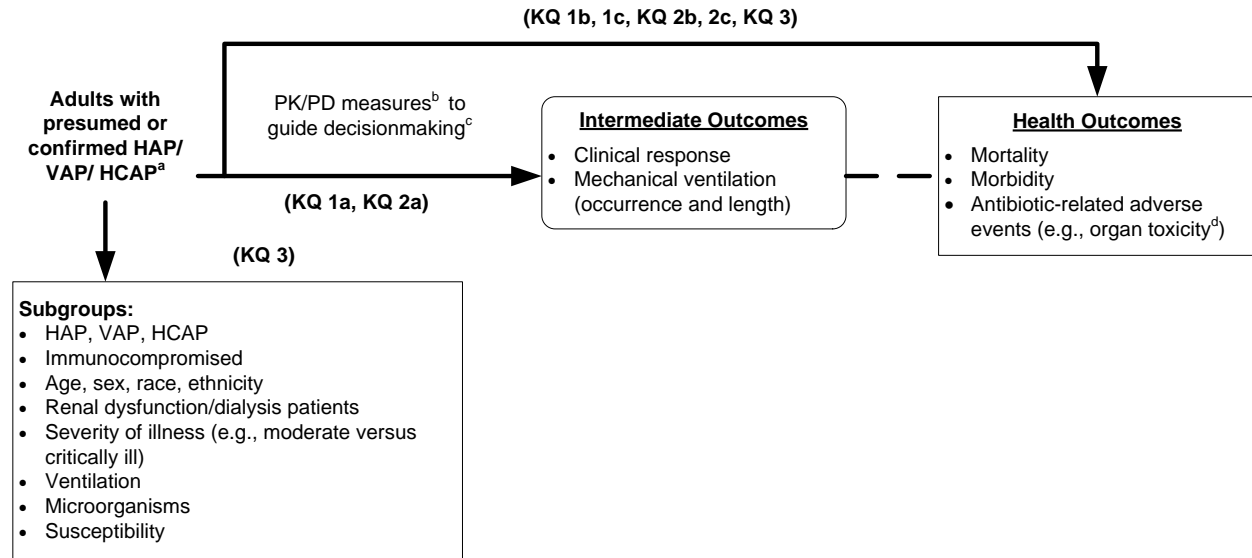 (KQ 1b, 1c, KQ 2b, 2c, KQ 3)
Adults with
presumed or
confirmed HAP/
VAP/ HCAPᵃ
PK/PD measuresᵇ to
guide decisionmakingᶜ
(KQ 1a, KQ 2a)
Intermediate Outcomes
• Clinical response
• Mechanical ventilation
(occurrence and length)
Health Outcomes
• Mortality
• Morbidity
• Antibiotic-related adverse
events (e.g., organ toxicityᵈ)
(KQ 3)
Subgroups:
• HAP, VAP, HCAP
• Immunocompromised
• Age, sex, race, ethnicity
• Renal dysfunction/dialysis patients
• Severity of illness (e.g., moderate versus
critically ill)
• Ventilation
• Microorganisms
• Susceptibility